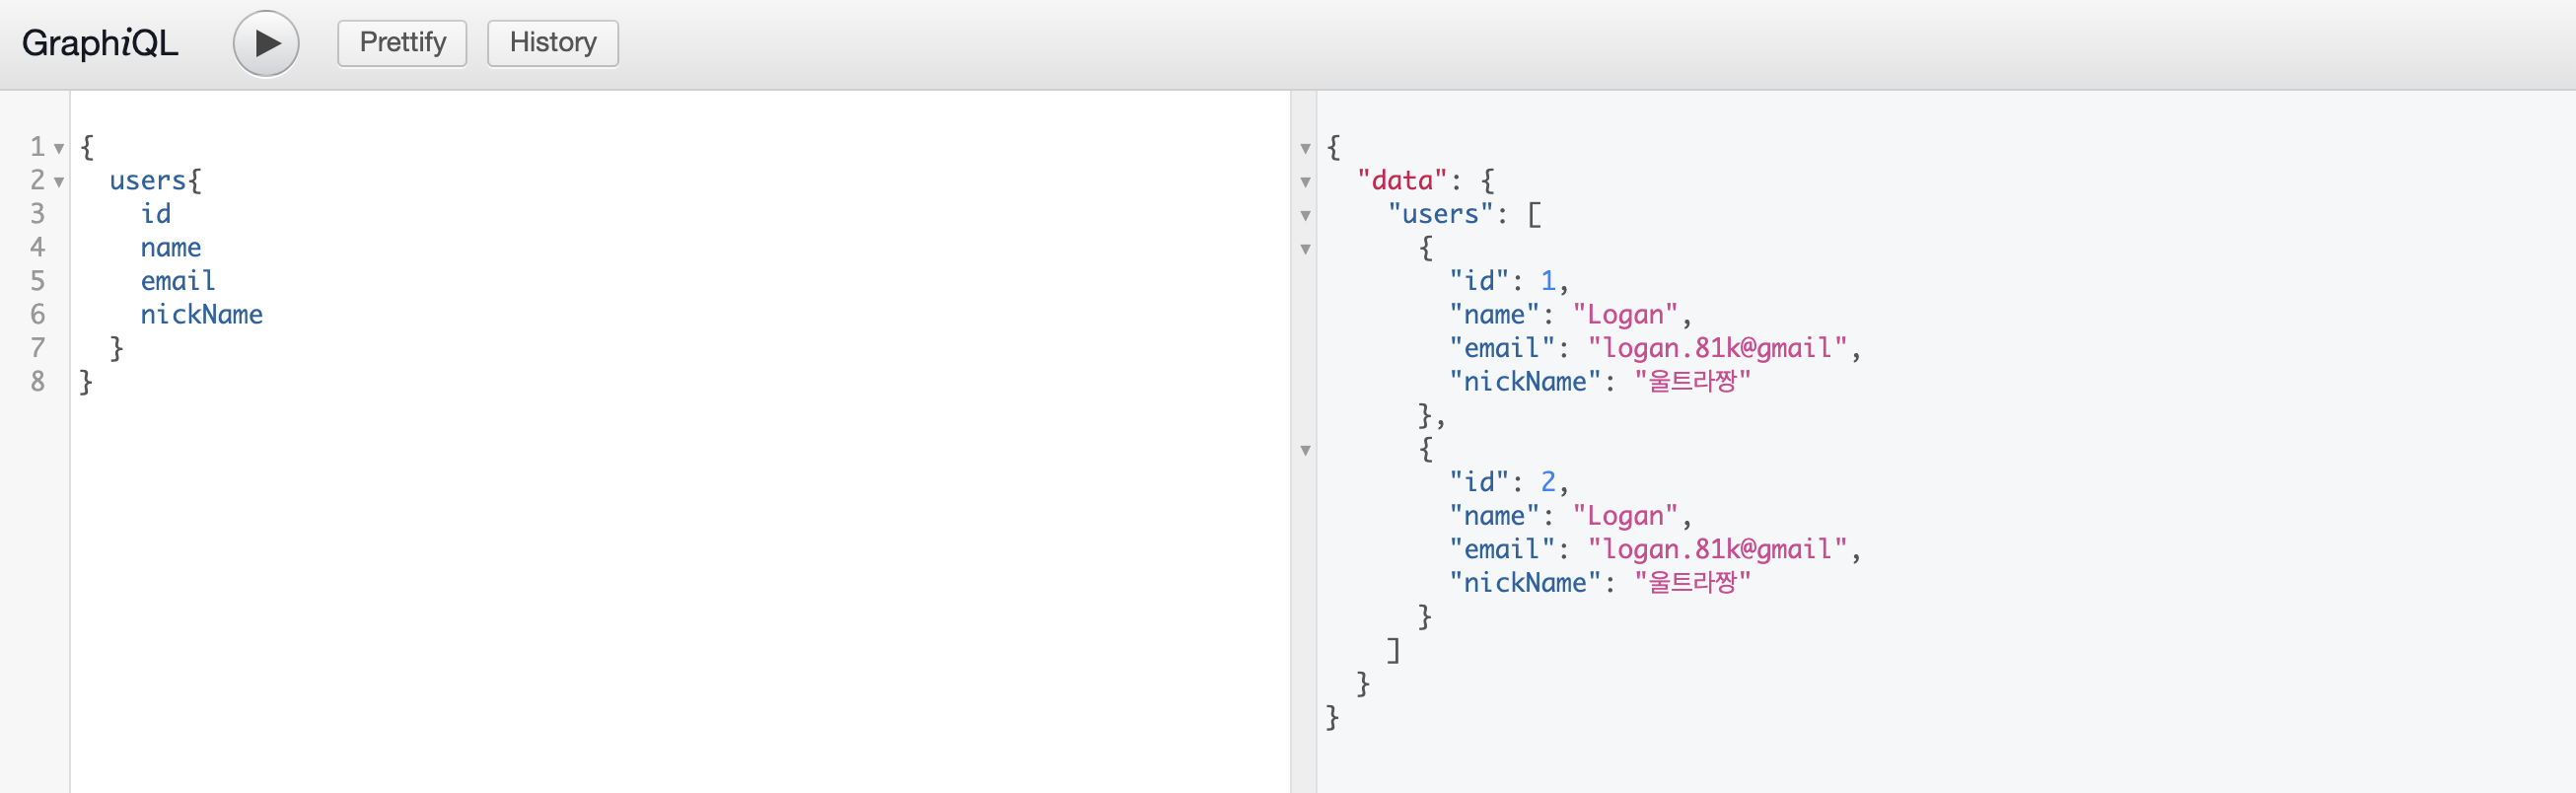 GraphiQL Prettify History
1 {
2 users{
3 id
4 name
5 email
6 nickName
7 }
8 }
{
"data": {
"users": [
{
"id": 1,
"name": "Logan",
"email": "logan.81k@gmail",
"nickName": "울트라짱"
},
{
"id": 2,
"name": "Logan",
"email": "logan.81k@gmail",
"nickName": "울트라짱"
}
]
}
}